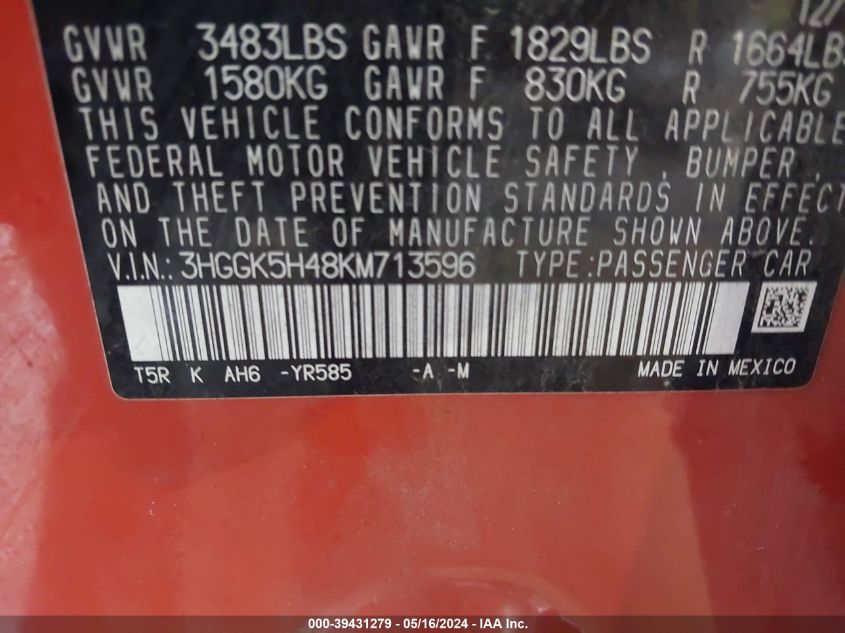 12/
GVWR 3483LBS GAWR F 1829LBS R 1664LBS
GVWR 1580KG GAWR F 830KG R 755KG
THIS VEHICLE CONFORMS TO ALL APPLICABLE
FEDERAL MOTOR VEHICLE SAFETY , BUMPER ,
AND THEFT PREVENTION STANDARDS IN EFFECT
ON THE DATE OF MANUFACTURE SHOWN ABOVE.
V.I.N.: 3HGGK5H48KM713596 TYPE:PASSENGER CAR
T5R K AH6 -YR585 -A -M MADE IN MEXICO
000-39431279 - 05/16/2024 - IAA Inc.